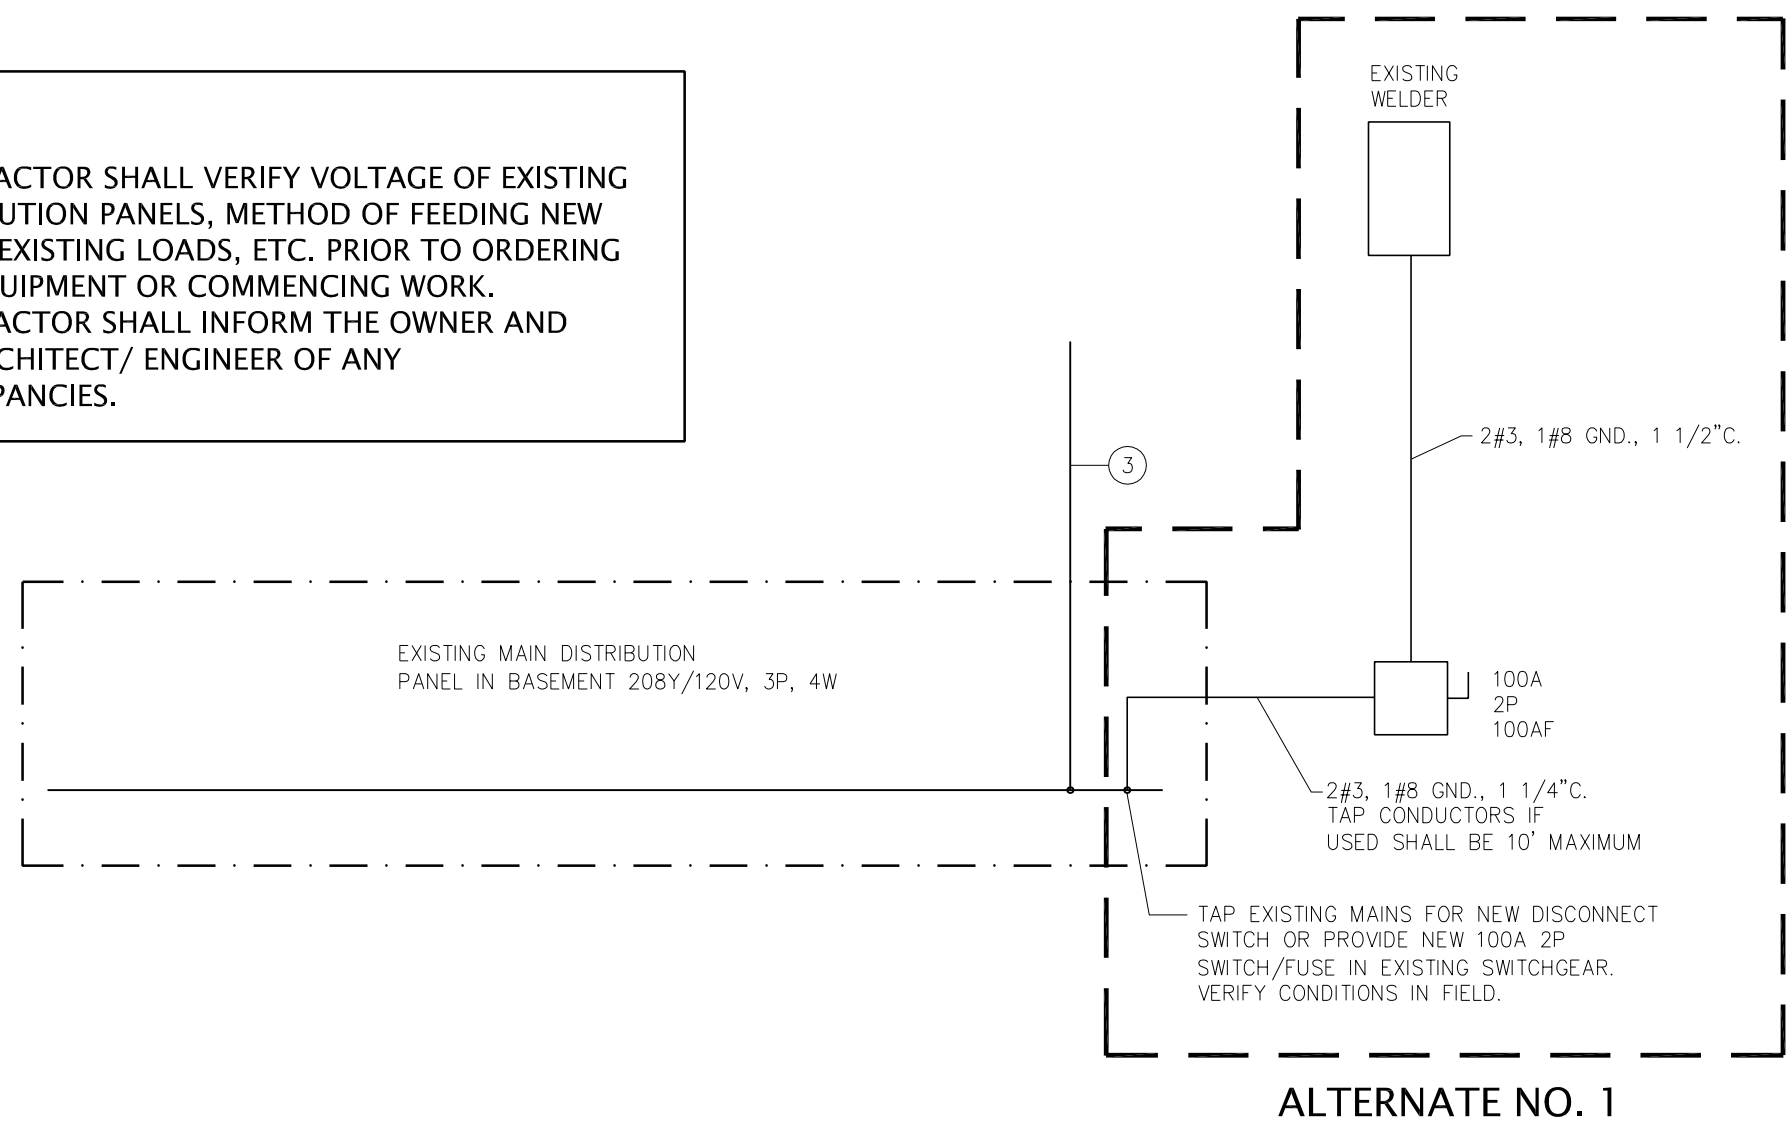 ACTOR SHALL VERIFY VOLTAGE OF EXISTING
UTION PANELS, METHOD OF FEEDING NEW
EXISTING LOADS, ETC. PRIOR TO ORDERING
UIPMENT OR COMMENCING WORK.
ACTOR SHALL INFORM THE OWNER AND
CHITECT/ ENGINEER OF ANY
PANCIES.
EXISTING
WELDER
2#3, 1#8 GND., 1 1/2"C.
3
EXISTING MAIN DISTRIBUTION
PANEL IN BASEMENT 208Y/120V, 3P, 4W
100A
2P
100AF
2#3, 1#8 GND., 1 1/4"C.
TAP CONDUCTORS IF
USED SHALL BE 10' MAXIMUM
TAP EXISTING MAINS FOR NEW DISCONNECT
SWITCH OR PROVIDE NEW 100A 2P
SWITCH/FUSE IN EXISTING SWITCHGEAR.
VERIFY CONDITIONS IN FIELD.
ALTERNATE NO. 1